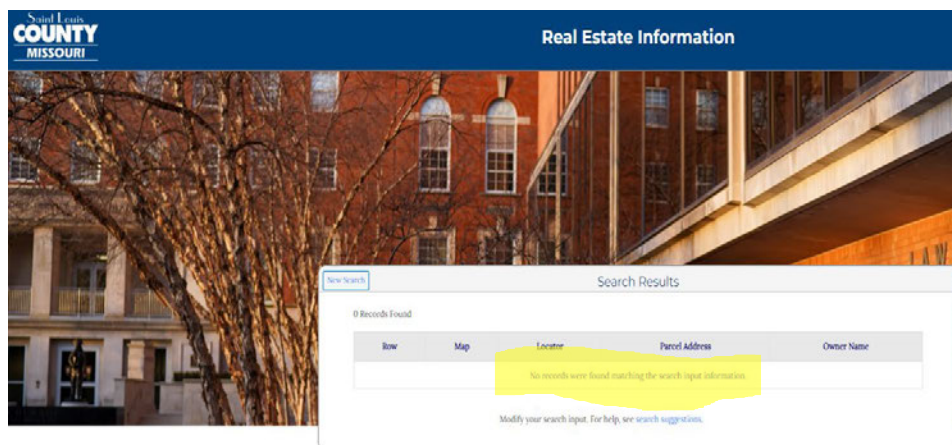 Saint Louis
COUNTY
MISSOURI
Real Estate Information
LAW
New Search
Search Results
0 Records Found
Row Map Locator Parcel Address Owner Name
No records were found matching the search input information.
Modify your search input. For help, see search suggestions.